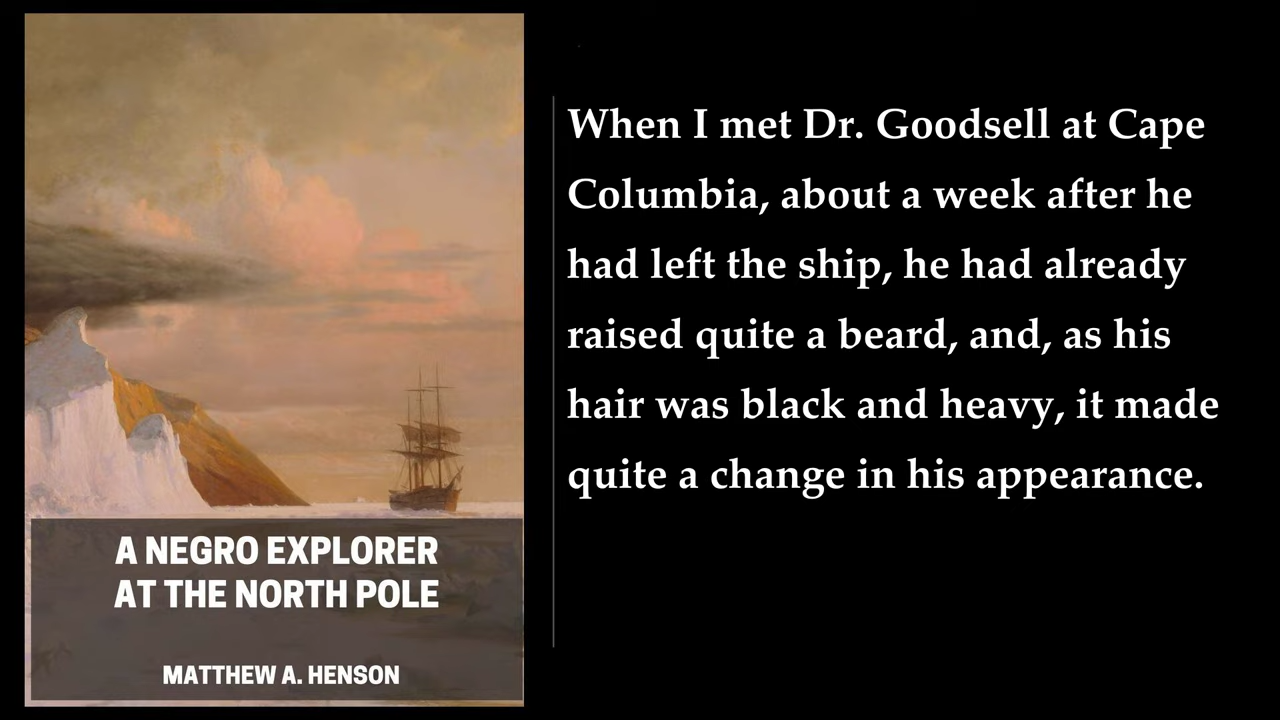 A NEGRO EXPLORER
AT THE NORTH POLE
MATTHEW A. HENSON
When I met Dr. Goodsell at Cape
Columbia, about a week after he
had left the ship, he had already
raised quite a beard, and, as his
hair was black and heavy, it made
quite a change in his appearance.